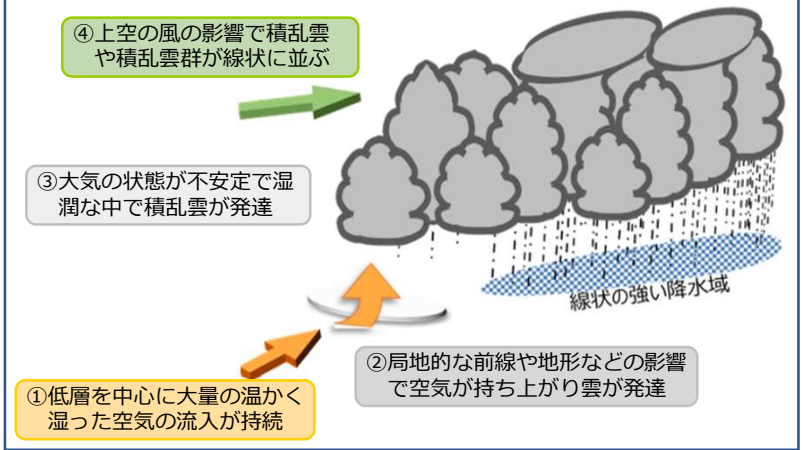 ④上空の風の影響で積乱雲
や積乱雲群が線状に並ぶ
③大気の状態が不安定で湿
潤な中で積乱雲が発達
線状の強い降水域
②局地的な前線や地形などの影響
で空気が持ち上がり雲が発達
①低層を中心に大量の温かく
湿った空気の流入が持続